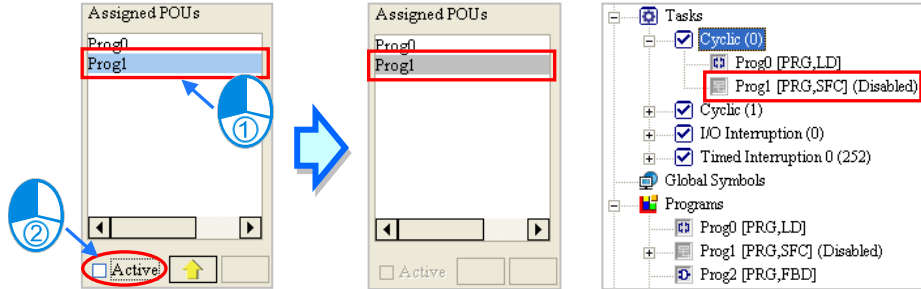 Assigned POUs
Prog0
Prog1
①
②
Active
Assigned POUs
Prog0
Prog1
Active
Tasks
Cyclic (0)
Prog0 [PRG,LD]
Prog1 [PRG,SFC] (Disabled)
Cyclic (1)
I/O Interruption (0)
Timed Interruption 0 (252)
Global Symbols
Programs
Prog0 [PRG,LD]
Prog1 [PRG,SFC] (Disabled)
Prog2 [PRG,FBD]